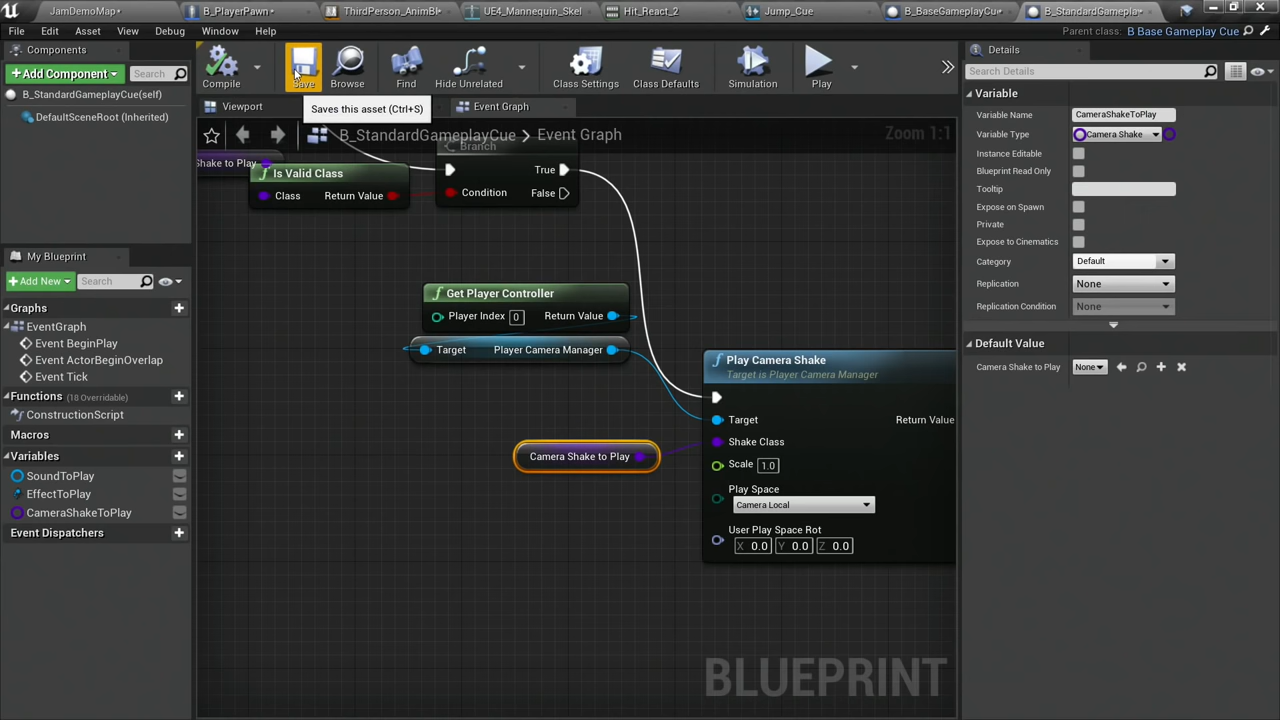 JamDemoMap•
B_PlayerPawn•
ThirdPerson_AnimBl•
UE4_Mannequin_Skel
Hit_React_2
Jump_Cue
B_BaseGameplayCue•
B_StandardGamepla•
File Edit Asset View Debug Window Help
Parent class: B Base Gameplay Cue
Components
+Add Component
Search
B_StandardGameplayCue(self)
DefaultSceneRoot (Inherited)
Compile
Save
Browse
Find
Hide Unrelated
Class Settings
Class Defaults
Simulation
Play
Saves this asset (Ctrl+S)
Viewport
Event Graph
B_StandardGameplayCue > Event Graph
Zoom 1:1
Shake to Play
Is Valid Class
Class Return Value
Branch
True
Condition False
Get Player Controller
Player Index 0 Return Value
Target Player Camera Manager
Play Camera Shake
Target is Player Camera Manager
Target Return Value
Shake Class
Camera Shake to Play
Scale 1.0
Play Space
Camera Local
User Play Space Rot
X 0.0 Y 0.0 Z 0.0
BLUEPRINT
My Blueprint
+Add New
Search
Graphs
EventGraph
Event BeginPlay
Event ActorBeginOverlap
Event Tick
Functions (18 Overridable)
ConstructionScript
Macros
Variables
SoundToPlay
EffectToPlay
CameraShakeToPlay
Event Dispatchers
Details
Search Details
Variable
Variable Name CameraShakeToPlay
Variable Type Camera Shake
Instance Editable
Blueprint Read Only
Tooltip
Expose on Spawn
Private
Expose to Cinematics
Category Default
Replication None
Replication Condition None
Default Value
Camera Shake to Play None